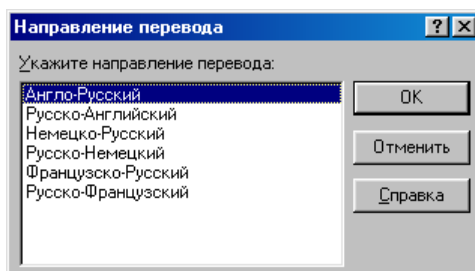 Направление перевода
Укажите направление перевода:
Англо-Русский
Русско-Английский
Немецко-Русский
Русско-Немецкий
Французско-Русский
Русско-Французский
OK
Отменить
Справка